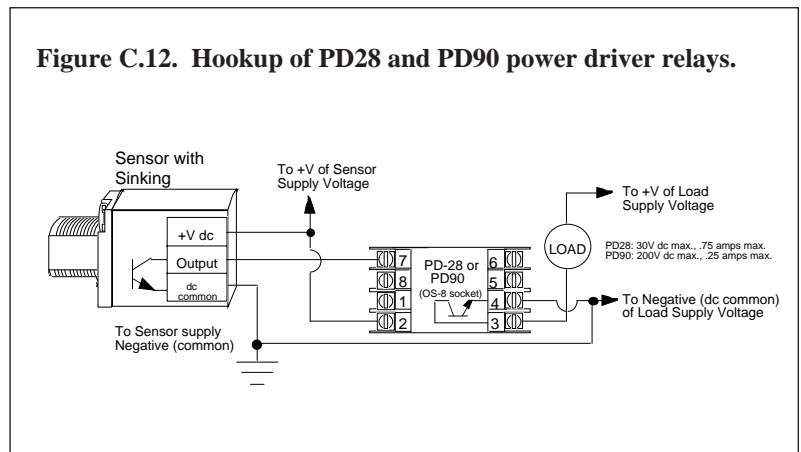 Figure C.12. Hookup of PD28 and PD90 power driver relays.
Sensor with
Sinking
To +V of Sensor
Supply Voltage
To +V of Load
Supply Voltage
+V dc
Output
dc
common
LOAD
PD28: 30V dc max., .75 amps max.
PD90: 200V dc max., .25 amps max.
7
8
1
2
PD-28 or
PD90
(OS-8 socket)
6
5
4
3
To Negative (dc common)
of Load Supply Voltage
To Sensor supply
Negative (common)